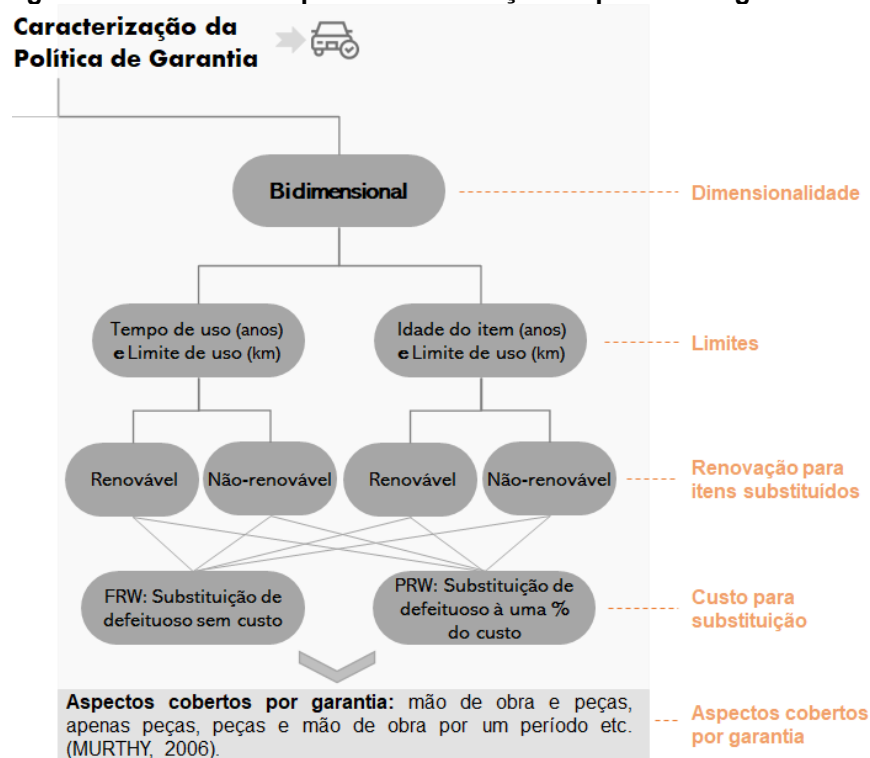 Caracterização da
Política de Garantia
Bidimensional
Dimensionalidade
Tempo de uso (anos)
e Limite de uso (km)
Idade do item (anos)
e Limite de uso (km)
Limites
Renovável
Não-renovável
Renovável
Não-renovável
Renovação para
itens substituídos
FRW: Substituição de
defeituoso sem custo
PRW: Substituição de
defeituoso à uma %
do custo
Custo para
substituição
Aspectos cobertos por garantia: mão de obra e peças,
apenas peças, peças e mão de obra por um período etc.
(MURTHY, 2006).
Aspectos cobertos
por garantia